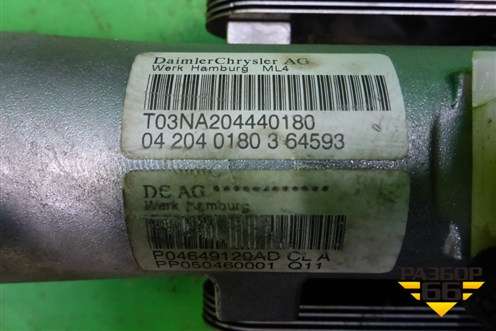 DaimlerChrysler AG
Werk Hamburg ML4
T03NA204440180
04 204 0180 3 64593
DC AG ************
Werk Hamburg
P04649129AD CL A
PP050460001 Q11
РАЗБОР
66